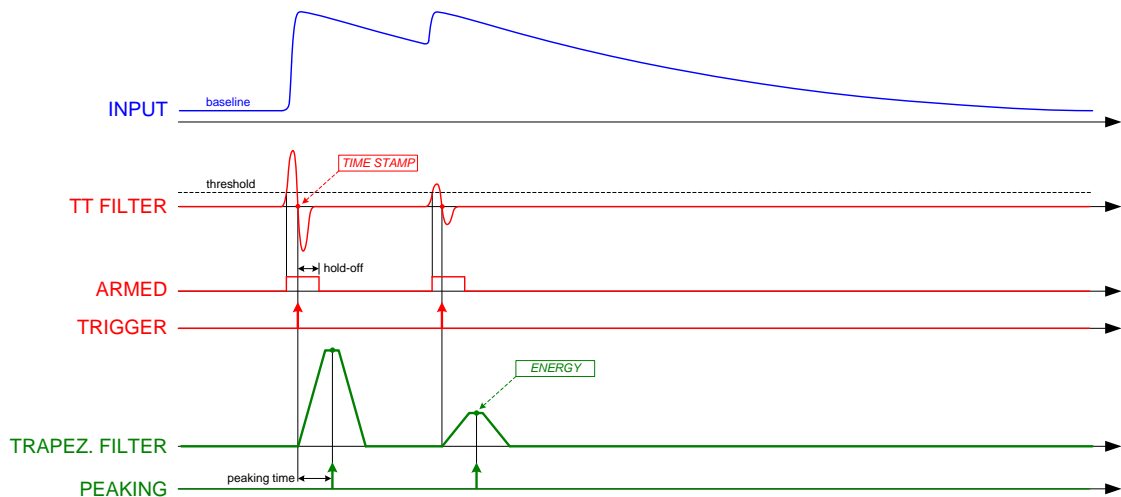 baseline
INPUT
TIME STAMP
threshold
TT FILTER
hold-off
ARMED
TRIGGER
ENERGY
TRAPEZ. FILTER
peaking time
PEAKING